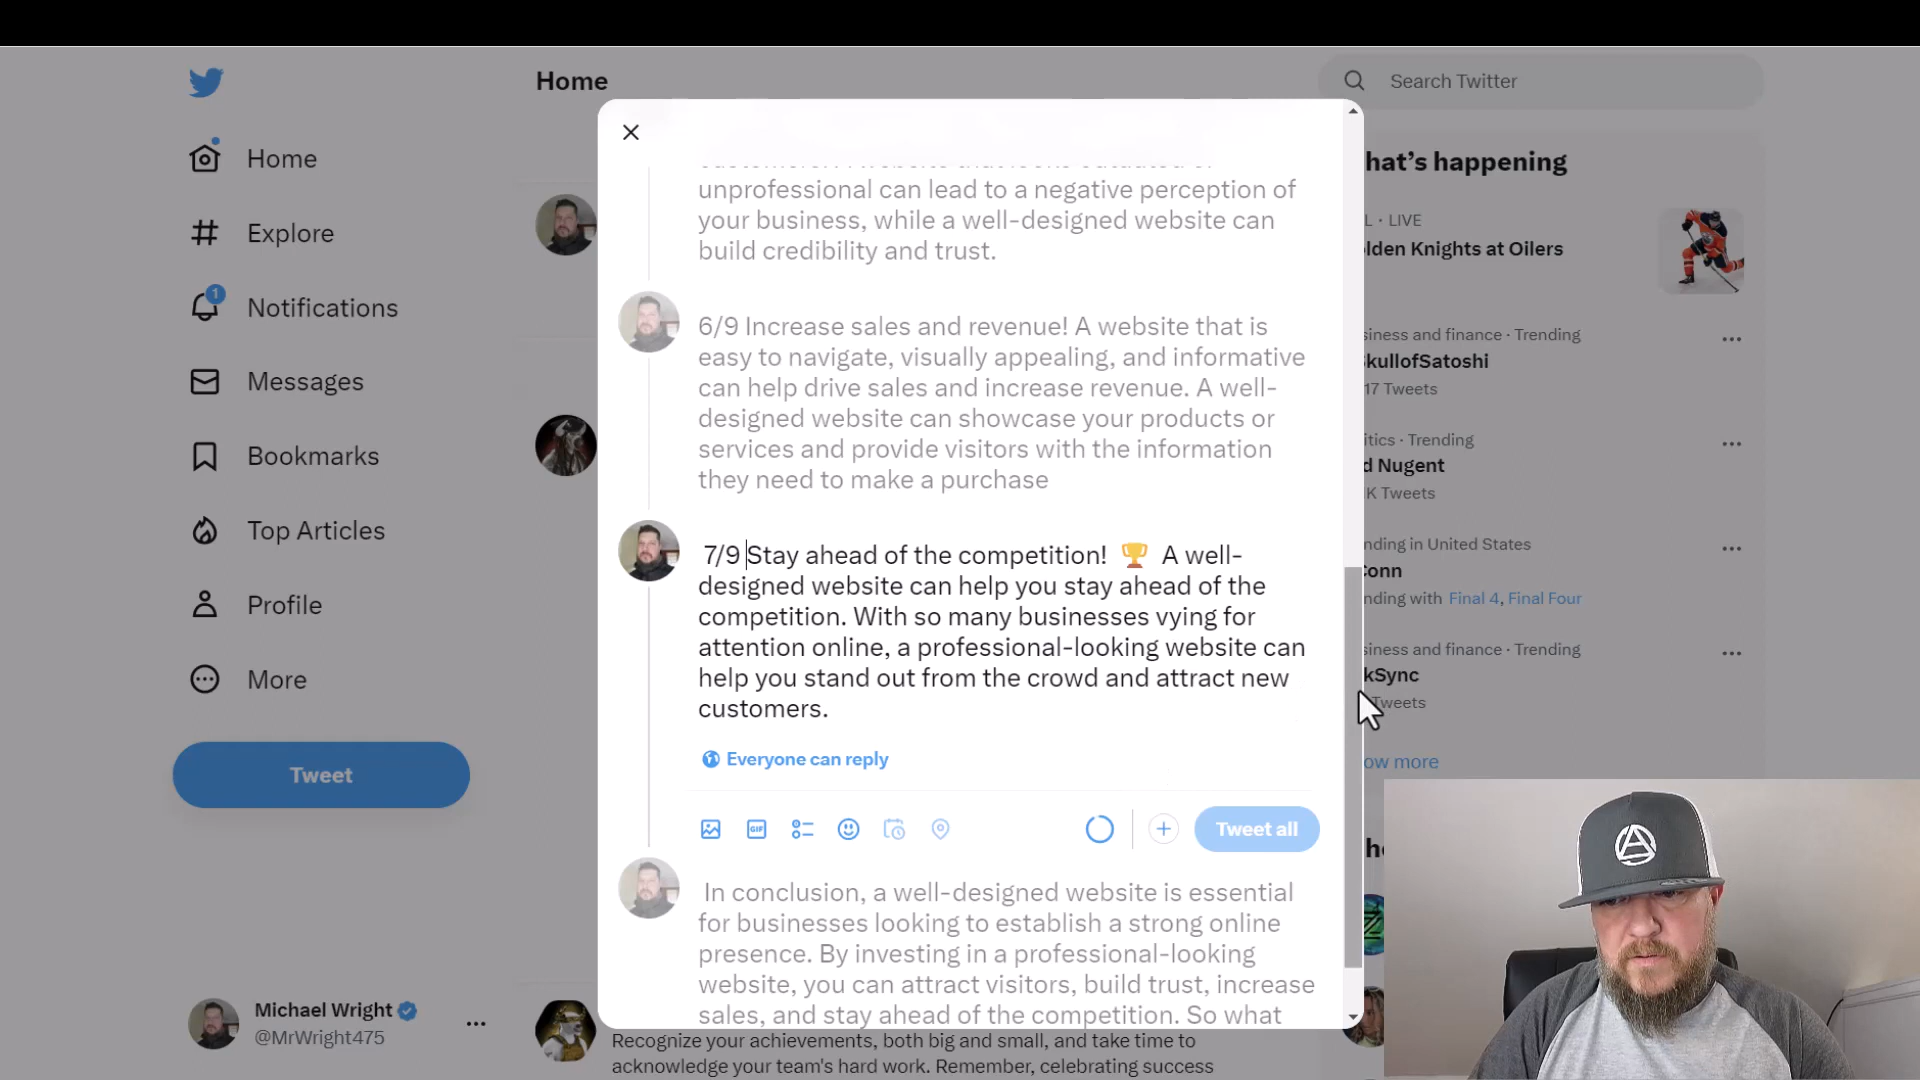 Home
Search Twitter
Home
Explore
1
Notifications
Messages
Bookmarks
Top Articles
Profile
More
Tweet
Michael Wright
@MrWright475
unprofessional can lead to a negative perception of
your business, while a well-designed website can
build credibility and trust.
6/9 Increase sales and revenue! A website that is
easy to navigate, visually appealing, and informative
can help drive sales and increase revenue. A well-
designed website can showcase your products or
services and provide visitors with the information
they need to make a purchase
7/9 Stay ahead of the competition! 🏆 A well-
designed website can help you stay ahead of the
competition. With so many businesses vying for
attention online, a professional-looking website can
help you stand out from the crowd and attract new
customers.
Everyone can reply
GIF
Tweet all
In conclusion, a well-designed website is essential
for businesses looking to establish a strong online
presence. By investing in a professional-looking
website, you can attract visitors, build trust, increase
sales, and stay ahead of the competition. So what
Recognize your achievements, both big and small, and take time to
acknowledge your team's hard work. Remember, celebrating success
hat's happening
L · LIVE
lden Knights at Oilers
siness and finance · Trending
SkullofSatoshi
17 Tweets
itics · Trending
d Nugent
K Tweets
nding in United States
Conn
nding with Final 4, Final Four
siness and finance · Trending
kSync
Tweets
ow more